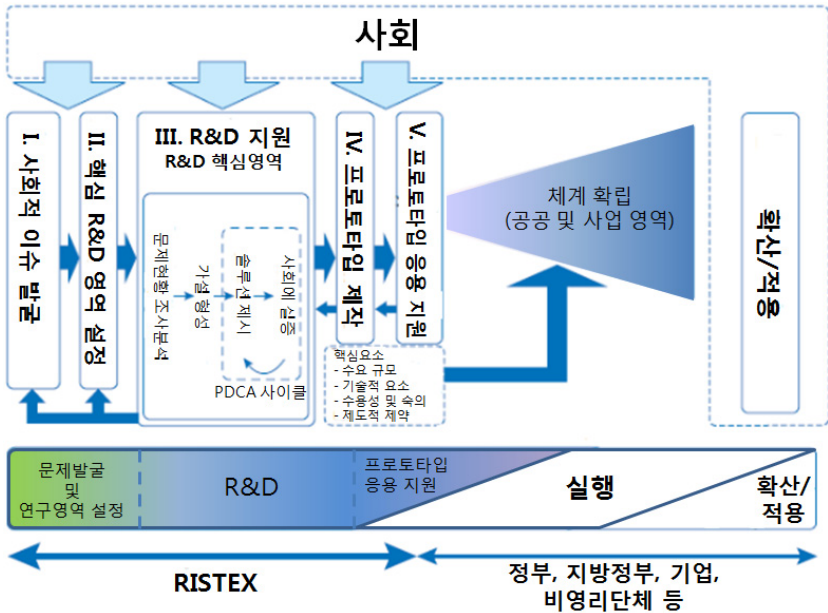 사회
I. 사회적 이슈 발굴
II. 핵심 R&D 영역 설정
III. R&D 지원
R&D 핵심영역
문제현황 조사분석
가설 형성
솔루션 제시
사회에 실증
PDCA 사이클
IV. 프로토타입 제작
V. 프로토타입 응용 지원
핵심요소
- 수요 규모
- 기술적 요소
- 수용성 및 숙의
- 제도적 제약
체계 확립
(공공 및 사업 영역)
확산/적용
문제발굴
및
연구영역 설정
R&D
프로토타입
응용 지원
실행
확산/
적용
RISTEX
정부, 지방정부, 기업,
비영리단체 등